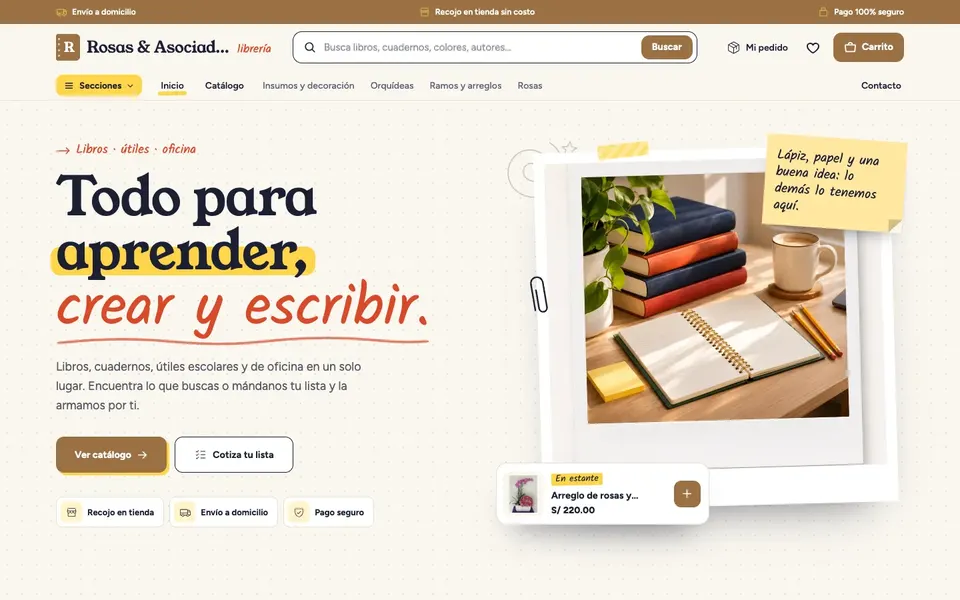 Envío a domicilio
Recojo en tienda sin costo
Pago 100% seguro
R
Rosas & Asociad... librería
Busca libros, cuadernos, colores, autores...
Buscar
Mi pedido
Carrito
Secciones
Inicio
Catálogo
Insumos y decoración
Orquídeas
Ramos y arreglos
Rosas
Contacto
→ Libros · útiles · oficina
Todo para
aprender,
crear y escribir.
Libros, cuadernos, útiles escolares y de oficina en un solo
lugar. Encuentra lo que buscas o mándanos tu lista y la
armamos por ti.
Ver catálogo →
Cotiza tu lista
Recojo en tienda
Envío a domicilio
Pago seguro
Lápiz, papel y una
buena idea: lo
demás lo tenemos
aquí.
En estante
Arreglo de rosas y...
S/ 220.00
+